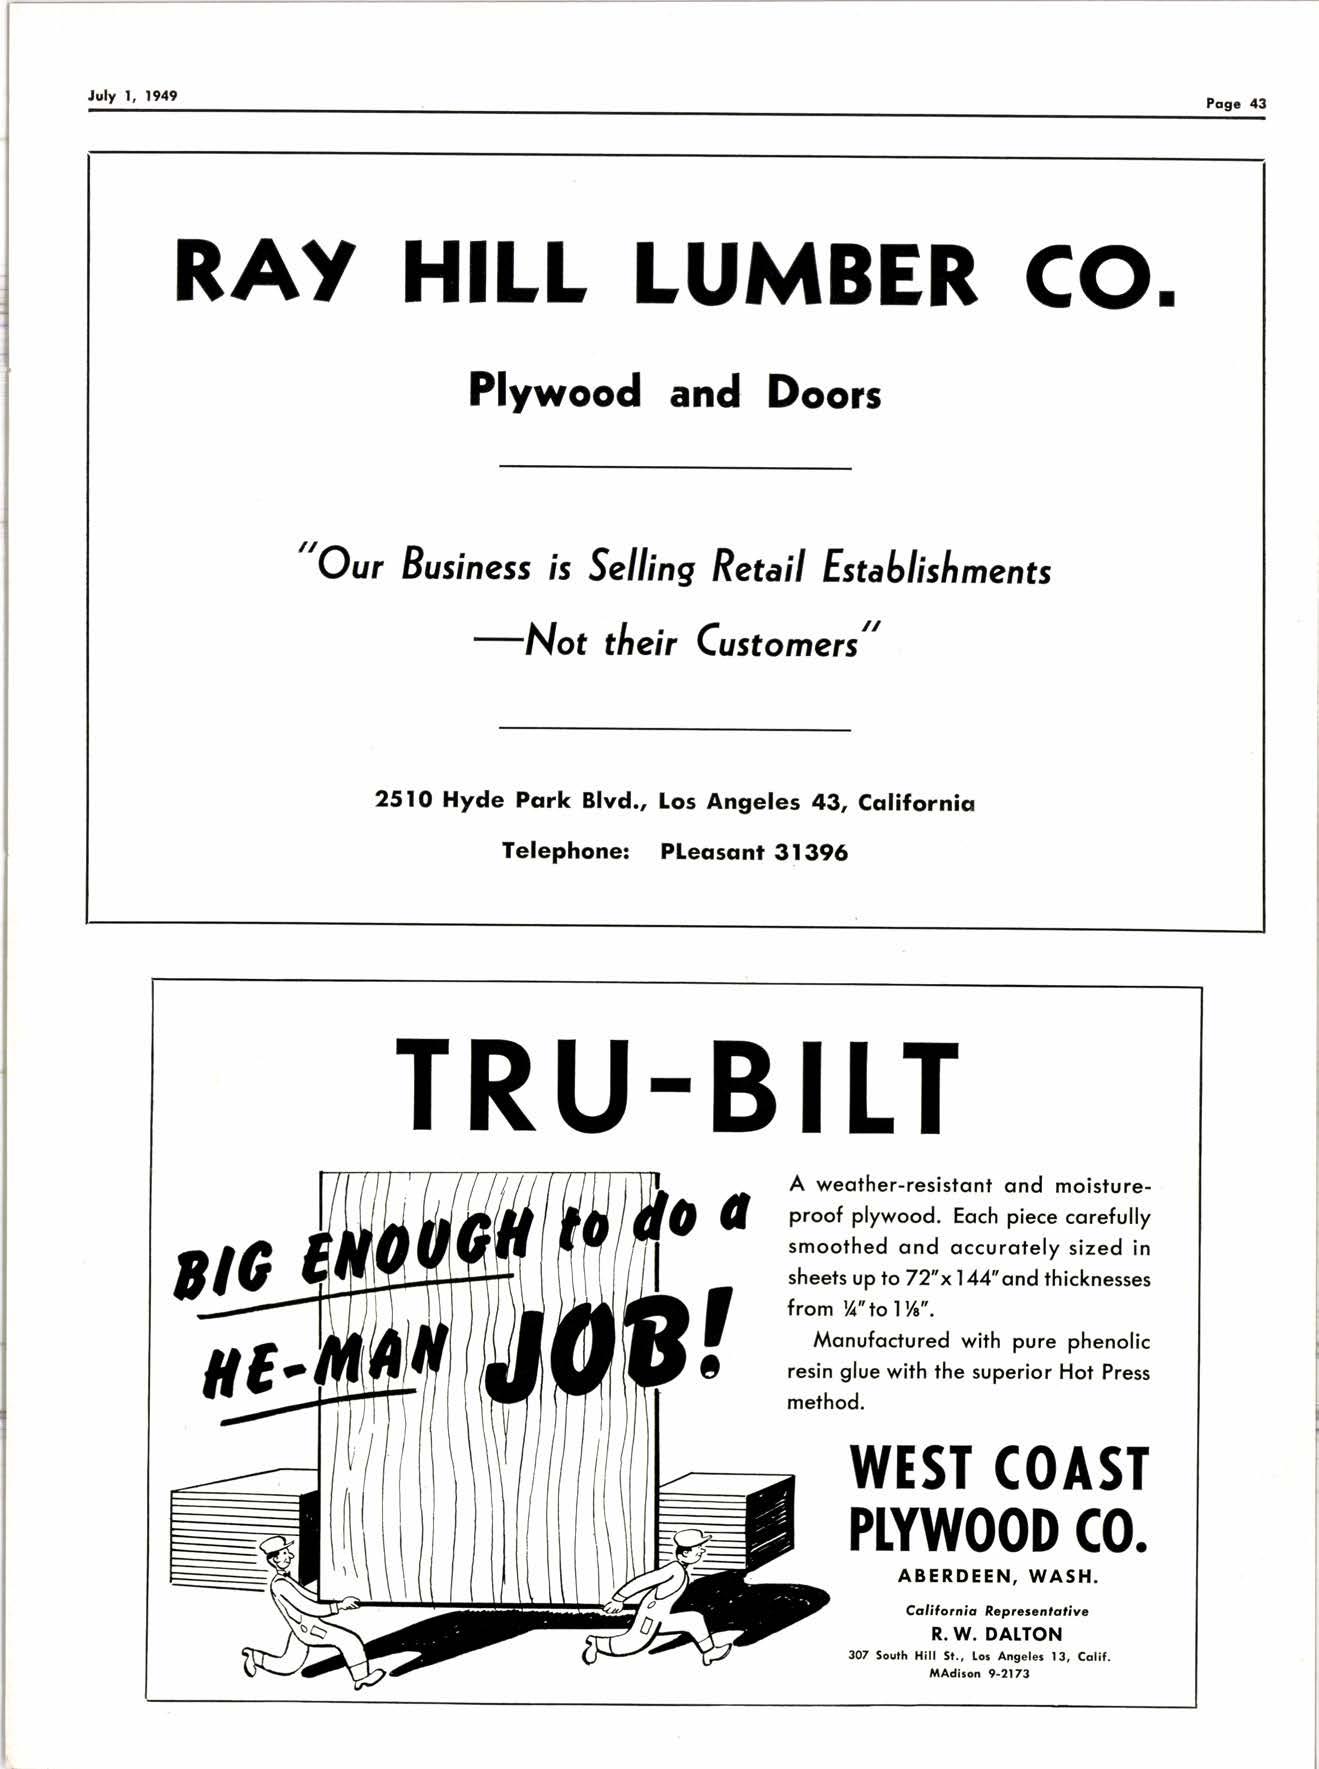 July 1, 1949
Page 43
RAY HILL LUMBER CO.
Plywood and Doors
"Our Business is Selling Retail Establishments
—Not their Customers"
2510 Hyde Park Blvd., Los Angeles 43, California
Telephone: PLeasant 31396
TRU-BILT
BIG ENOUGH to do a
HE-MAN JOB!
A weather-resistant and moisture-
proof plywood. Each piece carefully
smoothed and accurately sized in
sheets up to 72"x144" and thicknesses
from ¼" to 1⅛".
Manufactured with pure phenolic
resin glue with the superior Hot Press
method.
WEST COAST
PLYWOOD CO.
ABERDEEN, WASH.
California Representative
R. W. DALTON
307 South Hill St., Los Angeles 13, Calif.
MAdison 9-2173